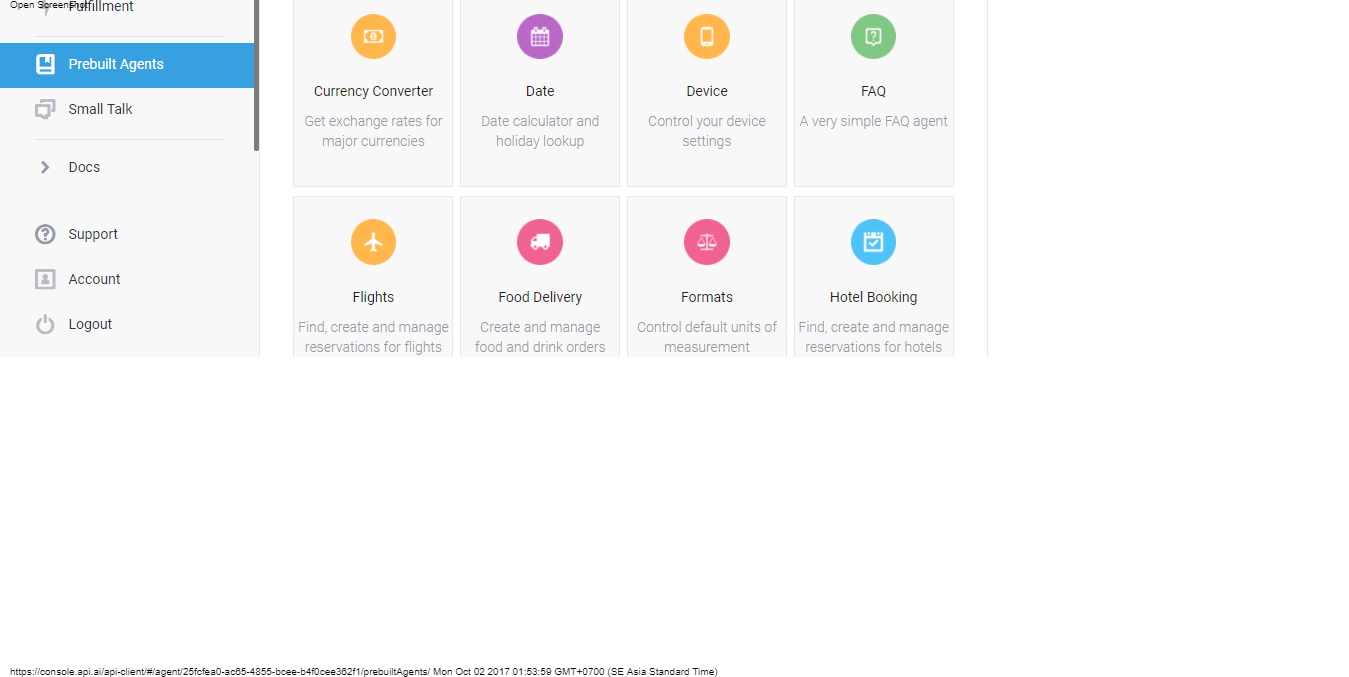 Open Screenshot
Fulfillment
Prebuilt Agents
Small Talk
Docs
Support
Account
Logout
Currency Converter
Get exchange rates for
major currencies
Date
Date calculator and
holiday lookup
Device
Control your device
settings
FAQ
A very simple FAQ agent
Flights
Find, create and manage
reservations for flights
Food Delivery
Create and manage
food and drink orders
Formats
Control default units of
measurement
Hotel Booking
Find, create and manage
reservations for hotels
https://console.api.ai/api-client/#/agent/25fcfea0-ac65-4855-bcee-b4f0cee362f1/prebuiltAgents/ Mon Oct 02 2017 01:53:59 GMT+0700 (SE Asia Standard Time)